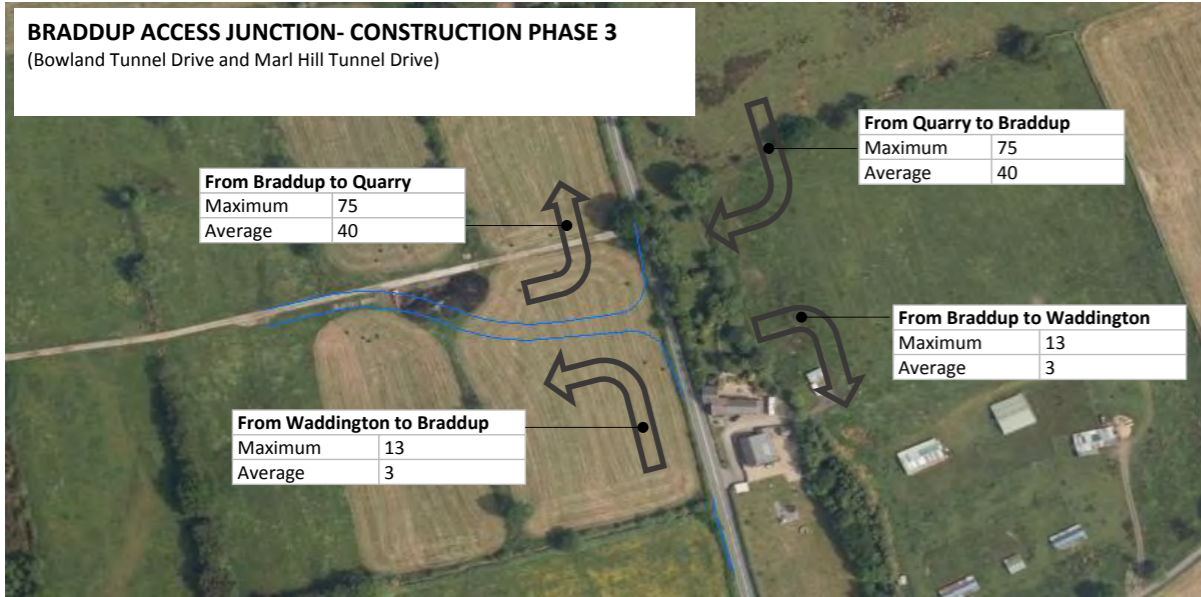 BRADDUP ACCESS JUNCTION- CONSTRUCTION PHASE 3
(Bowland Tunnel Drive and Marl Hill Tunnel Drive)
From Quarry to Braddup
Maximum 75
Average 40
From Braddup to Quarry
Maximum 75
Average 40
From Braddup to Waddington
Maximum 13
Average 3
From Waddington to Braddup
Maximum 13
Average 3